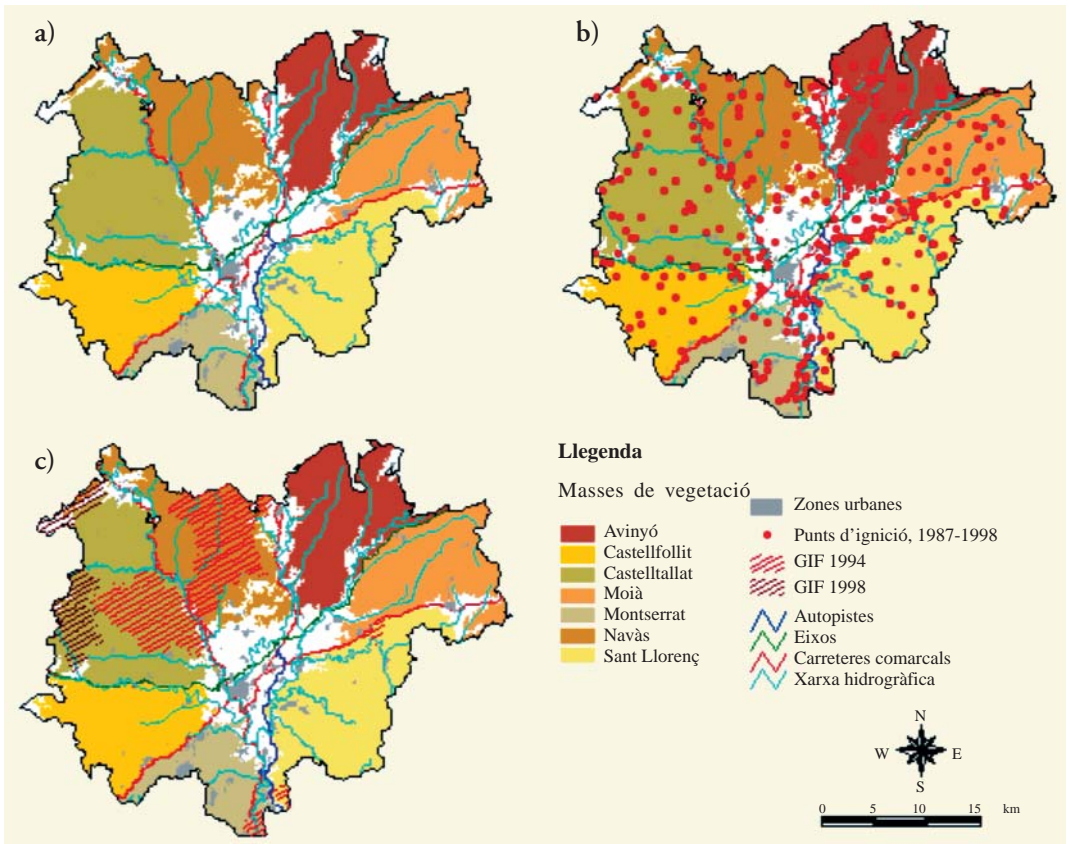 a)
b)
c)
Llegenda
Masses de vegetació
Avinyó
Castellfollit
Castelltallat
Moià
Montserrat
Navàs
Sant Llorenç
Zones urbanes
Punts d'ignició, 1987-1998
GIF 1994
GIF 1998
Autopistes
Eixos
Carreteres comarcals
Xarxa hidrogràfica
N
W E
S
0 5 10 15 km